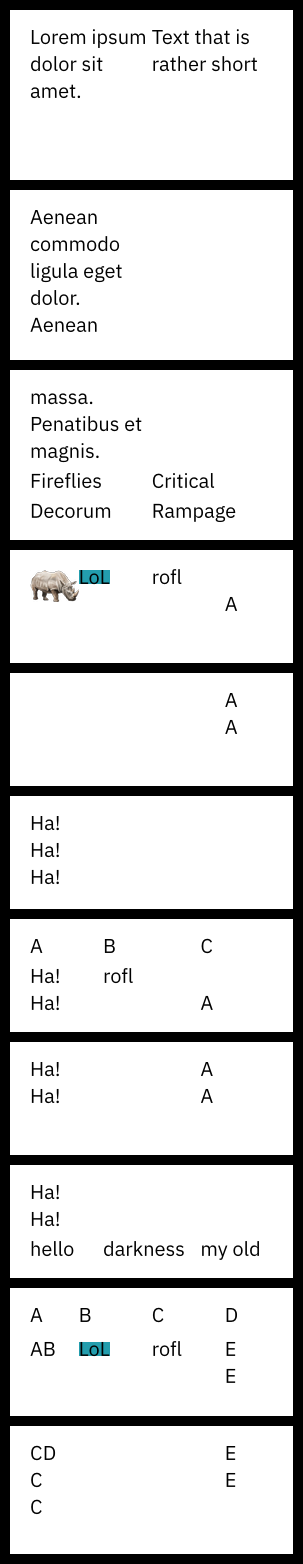 Lorem ipsum Text that is
dolor sit rather short
amet.
Aenean
commodo
ligula eget
dolor.
Aenean
massa.
Penatibus et
magnis.
Fireflies Critical
Decorum Rampage
LoL rofl
A
A
A
Ha!
Ha!
Ha!
A B C
Ha! rofl
Ha! A
Ha! A
Ha! A
Ha!
Ha!
hello darkness my old
A B C D
AB LoL rofl E
E
CD E
C E
C